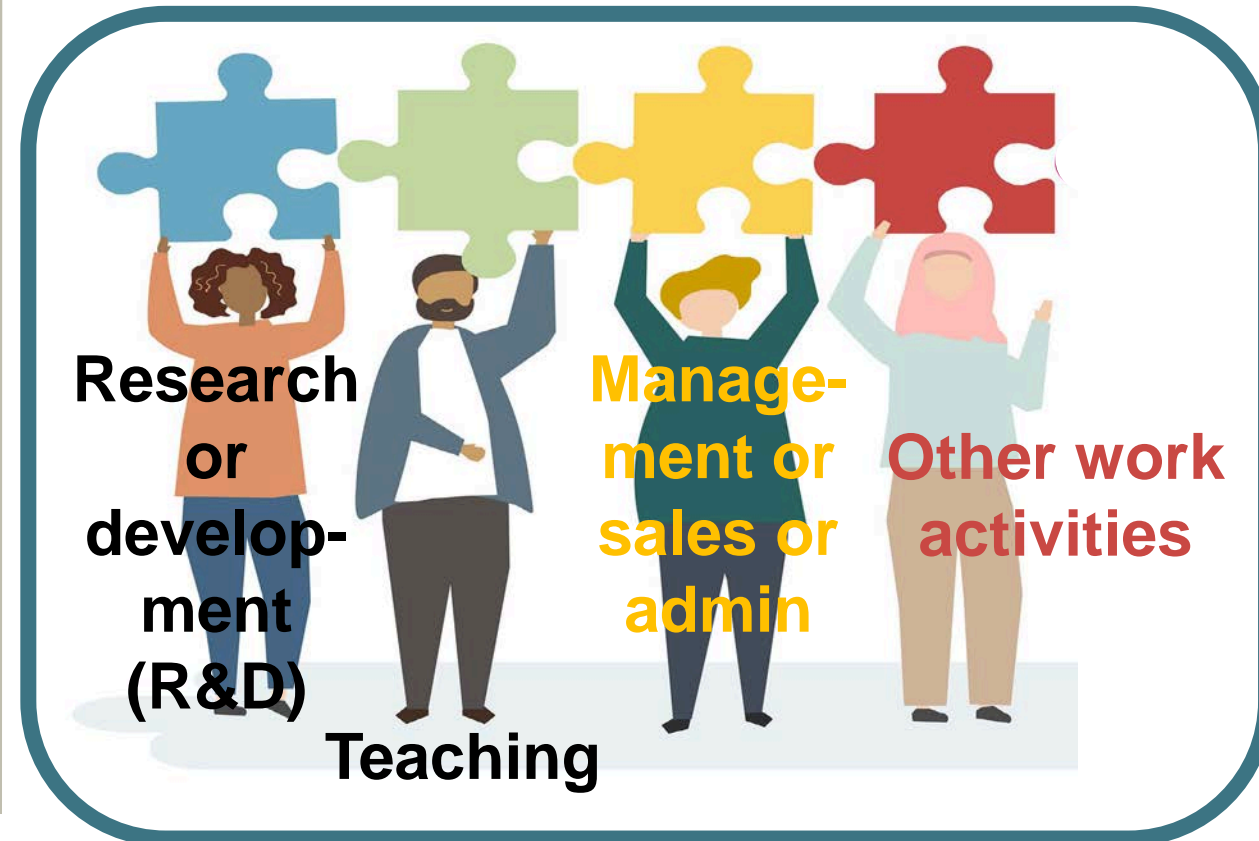 Research
or
develop-
ment
(R&D)
Teaching
Manage-
ment or
sales or
admin
Other work
activities